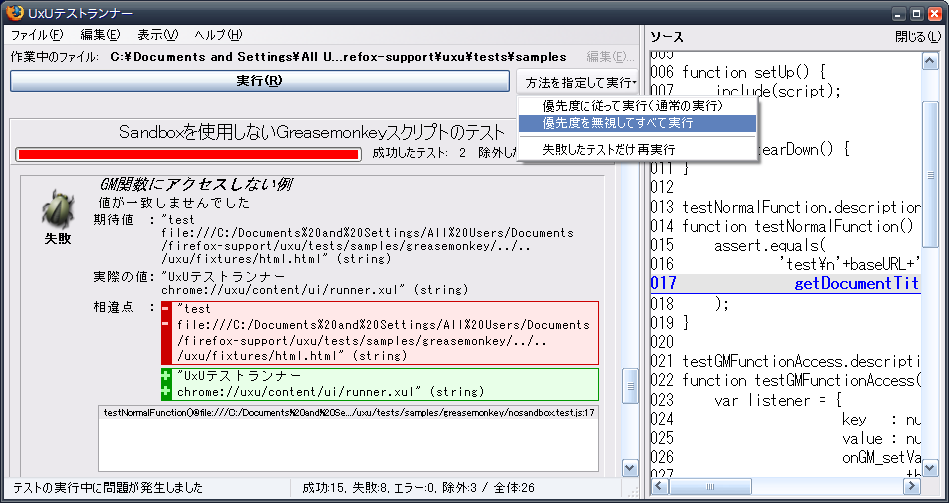 UxUテストランナー
ファイル(F) 編集(E) 表示(V) ヘルプ(H)
作業中のファイル: C:¥Documents and Settings¥All U...refox-support¥uxu¥tests¥samples 編集(E)...
実行(R) 方法を指定して実行
優先度に従って実行(通常の実行)
優先度を無視してすべて実行
失敗したテストだけ再実行
Sandboxを使用しないGreasemonkeyスクリプトのテスト
成功したテスト: 2 除外した
GM関数にアクセスしない例
値が一致しませんでした
失敗
期待値 : "test
file:///C:/Documents%20and%20Settings/All%20Users/Documents
/firefox-support/uxu/tests/samples/greasemonkey/../..
/uxu/fixtures/html.html" (string)
実際の値: "UxUテストランナー
chrome://uxu/content/ui/runner.xul" (string)
相違点 : - "test
- file:///C:/Documents%20and%20Settings/All%20Users/Documents
/firefox-support/uxu/tests/samples/greasemonkey/../..
/uxu/fixtures/html.html" (string)
+ "UxUテストランナー
+ chrome://uxu/content/ui/runner.xul" (string)
testNormalFunction()@file:///C:/Documents%20and%20Se.../uxu/tests/samples/greasemonkey/nosandbox.test.js:17
テストの実行中に問題が発生しました
成功:15, 失敗:8, エラー:0, 除外:3 / 全体:26
ソース 閉じる(L)
005
006 function setUp() {
007 include(script);
earDown() {
011 }
012
013 testNormalFunction.description
014 function testNormalFunction()
015 assert.equals(
016 'test¥n'+baseURL+'
017 getDocumentTit
018 );
019 }
020
021 testGMFunctionAccess.descripti
022 function testGMFunctionAccess(
023 var listener = {
024 key : nu
025 value : nu
026 onGM_setVa
027 th